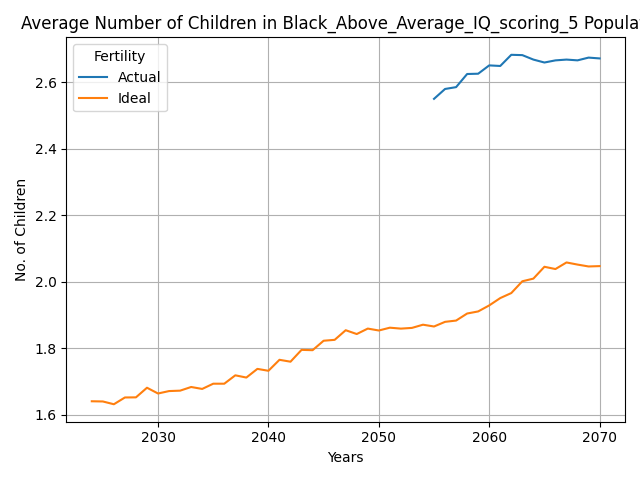 Average Number of Children in Black_Above_Average_IQ_scoring_5 Popula
Fertility
Actual
Ideal
2.6
2.4
2.2
2.0
1.8
1.6
No. of Children
2030 2040 2050 2060 2070
Years